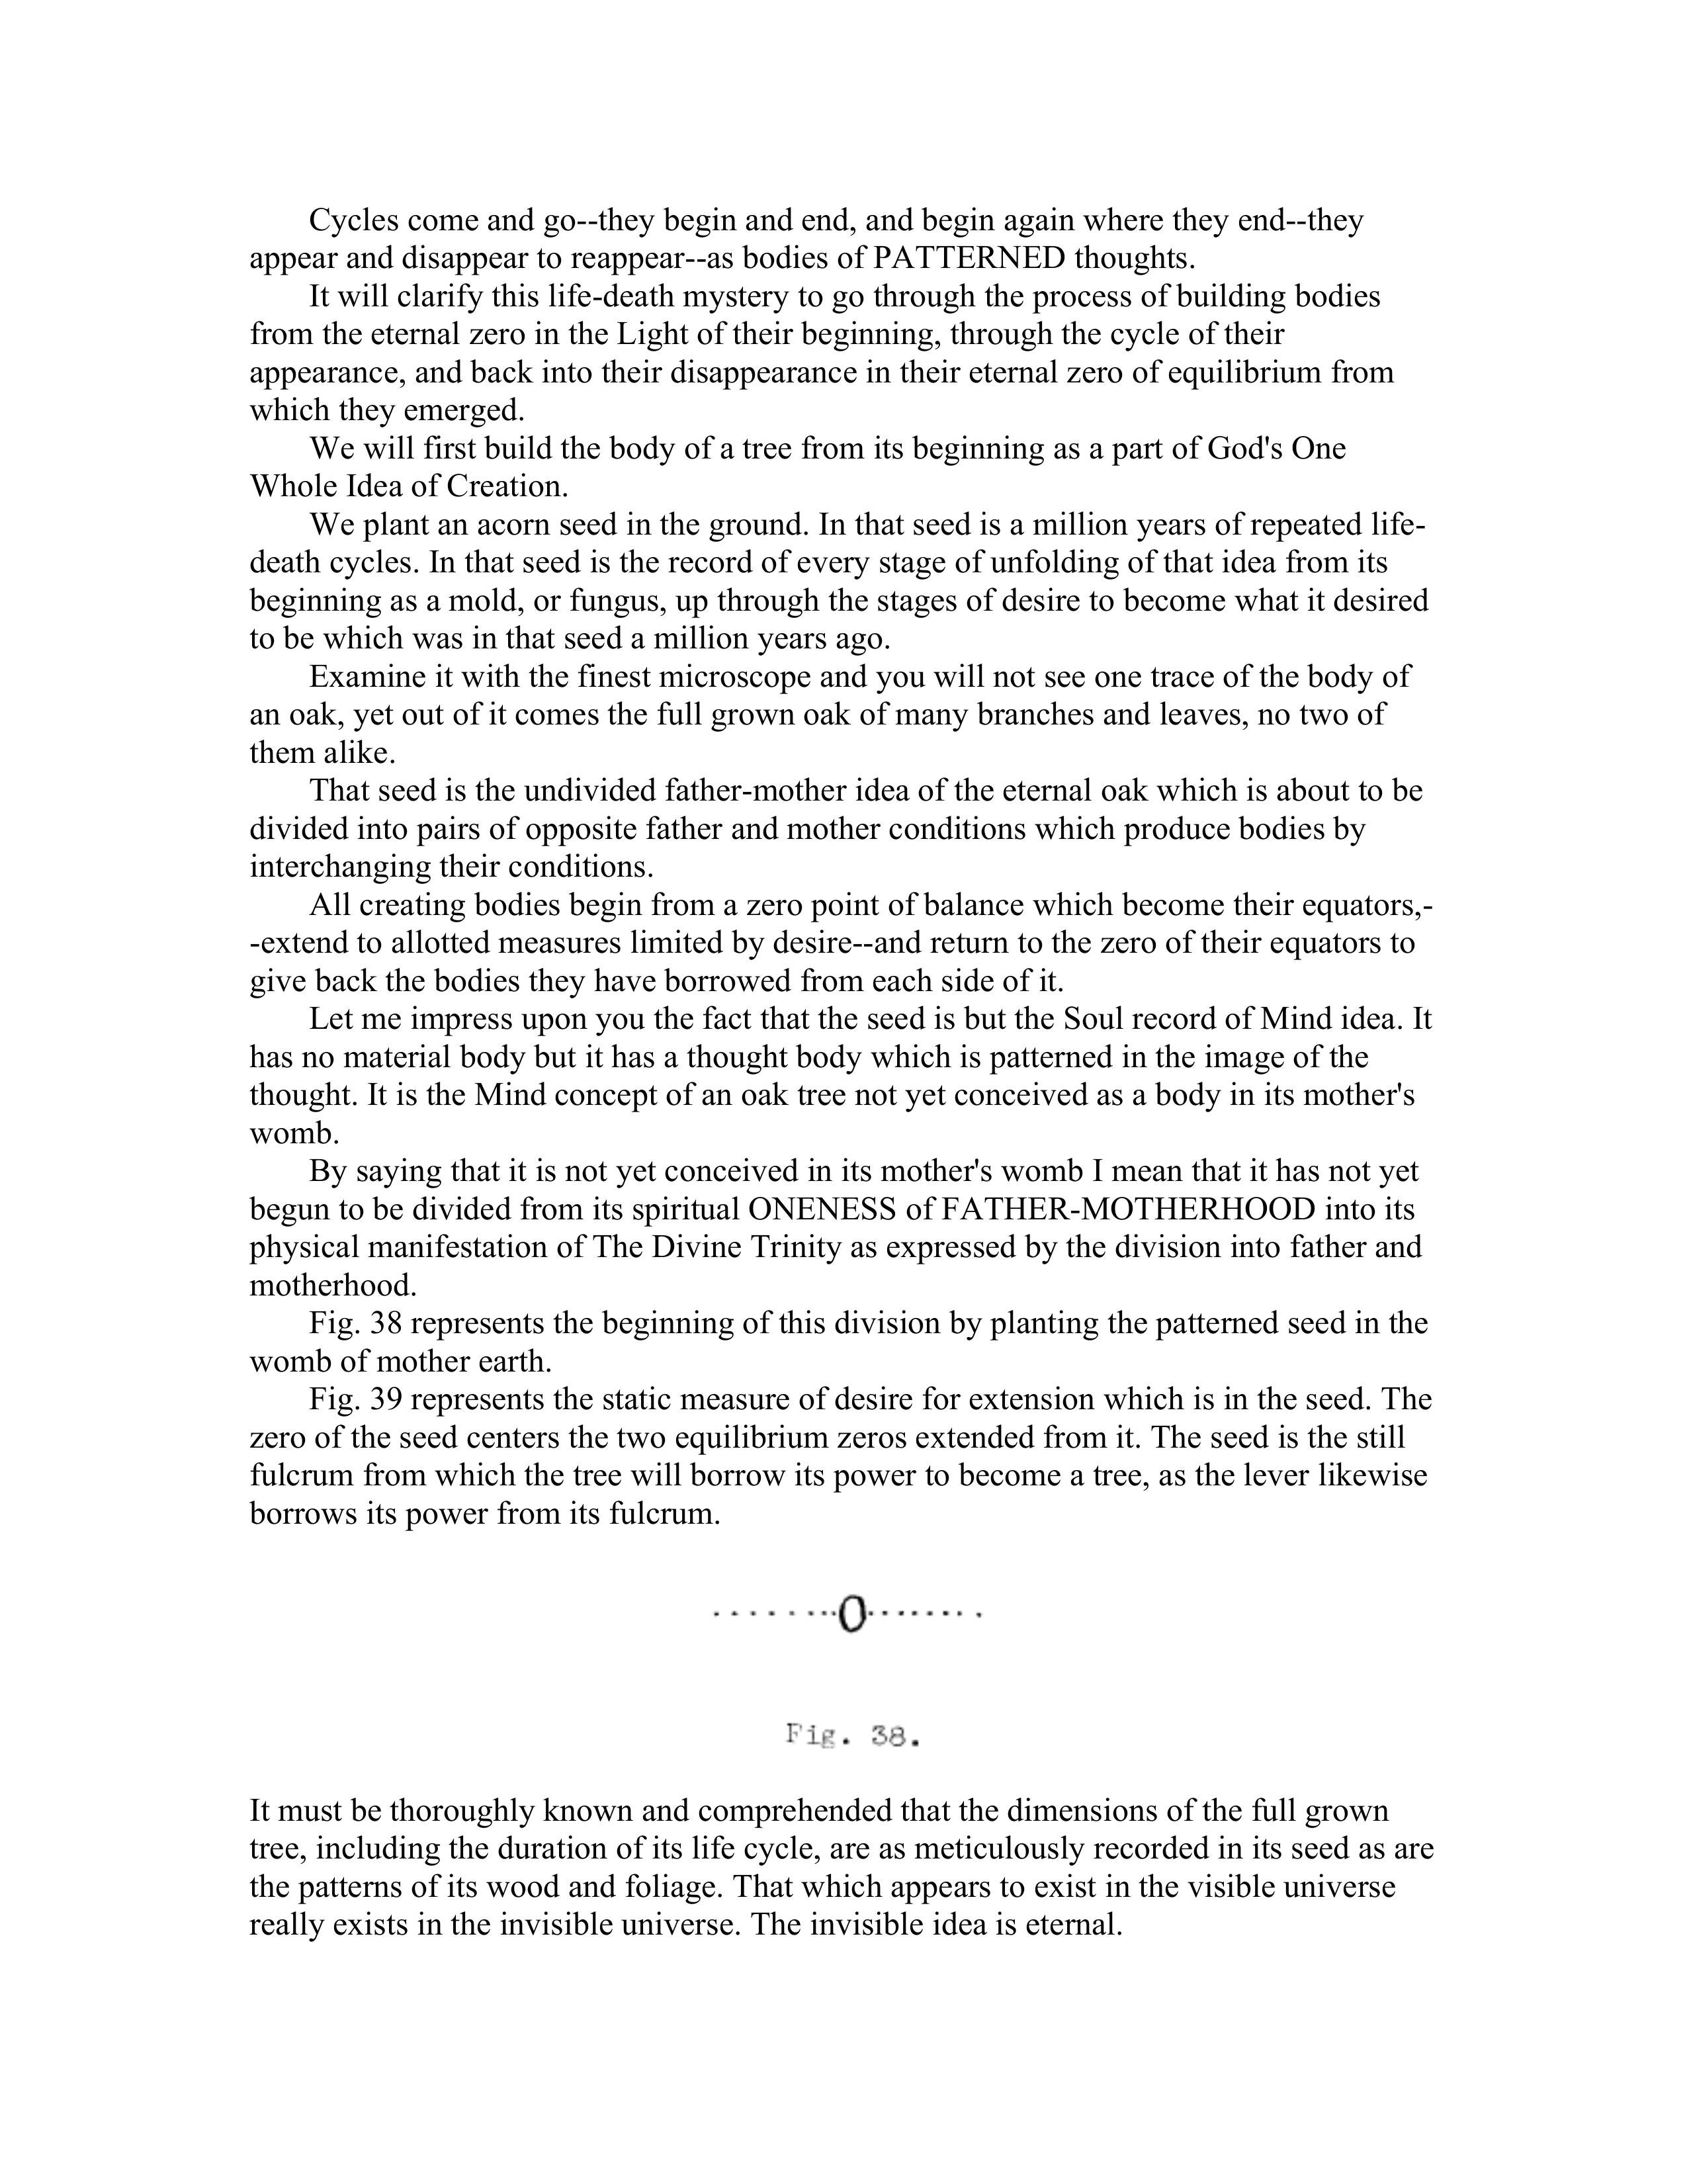 Cycles come and go--they begin and end, and begin again where they end--they
appear and disappear to reappear--as bodies of PATTERNED thoughts.
It will clarify this life-death mystery to go through the process of building bodies
from the eternal zero in the Light of their beginning, through the cycle of their
appearance, and back into their disappearance in their eternal zero of equilibrium from
which they emerged.
We will first build the body of a tree from its beginning as a part of God's One
Whole Idea of Creation.
We plant an acorn seed in the ground. In that seed is a million years of repeated life-
death cycles. In that seed is the record of every stage of unfolding of that idea from its
beginning as a mold, or fungus, up through the stages of desire to become what it desired
to be which was in that seed a million years ago.
Examine it with the finest microscope and you will not see one trace of the body of
an oak, yet out of it comes the full grown oak of many branches and leaves, no two of
them alike.
That seed is the undivided father-mother idea of the eternal oak which is about to be
divided into pairs of opposite father and mother conditions which produce bodies by
interchanging their conditions.
All creating bodies begin from a zero point of balance which become their equators,-
-extend to allotted measures limited by desire--and return to the zero of their equators to
give back the bodies they have borrowed from each side of it.
Let me impress upon you the fact that the seed is but the Soul record of Mind idea. It
has no material body but it has a thought body which is patterned in the image of the
thought. It is the Mind concept of an oak tree not yet conceived as a body in its mother's
womb.
By saying that it is not yet conceived in its mother's womb I mean that it has not yet
begun to be divided from its spiritual ONENESS of FATHER-MOTHERHOOD into its
physical manifestation of The Divine Trinity as expressed by the division into father and
motherhood.
Fig. 38 represents the beginning of this division by planting the patterned seed in the
womb of mother earth.
Fig. 39 represents the static measure of desire for extension which is in the seed. The
zero of the seed centers the two equilibrium zeros extended from it. The seed is the still
fulcrum from which the tree will borrow its power to become a tree, as the lever likewise
borrows its power from its fulcrum.
........0........
Fig. 38.
It must be thoroughly known and comprehended that the dimensions of the full grown
tree, including the duration of its life cycle, are as meticulously recorded in its seed as are
the patterns of its wood and foliage. That which appears to exist in the visible universe
really exists in the invisible universe. The invisible idea is eternal.